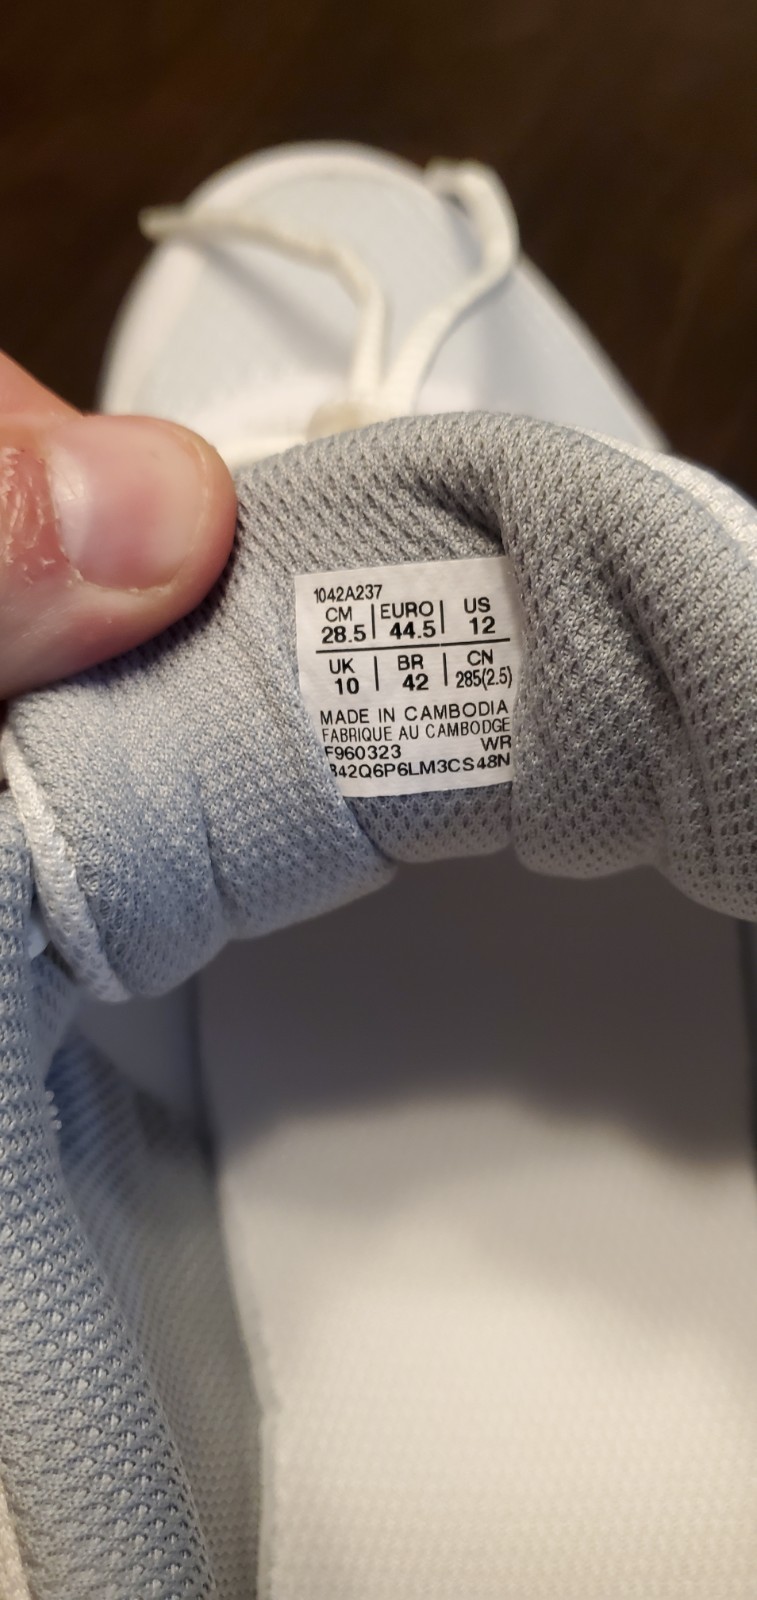 1042A237
CM | EURO | US
28.5 | 44.5 | 12
UK | BR | CN
10 | 42 | 285(2.5)
MADE IN CAMBODIA
FABRIQUE AU CAMBODGE
F960323 WR